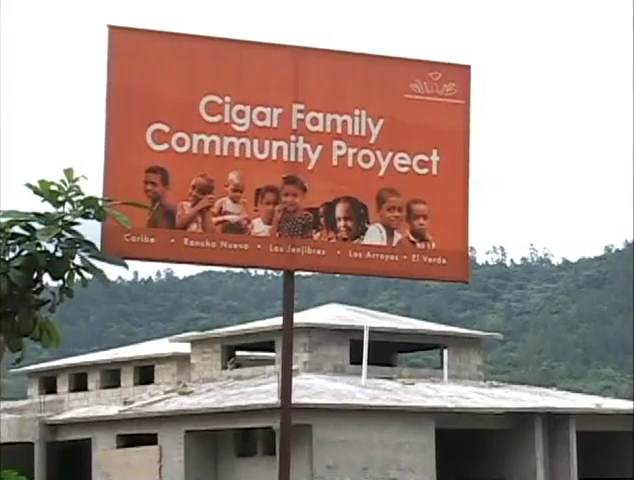 Cigar Family
Community Proyect
Caribe • Rancho Nuevo • Los Jenjibres • Los Arroyos • El Verde